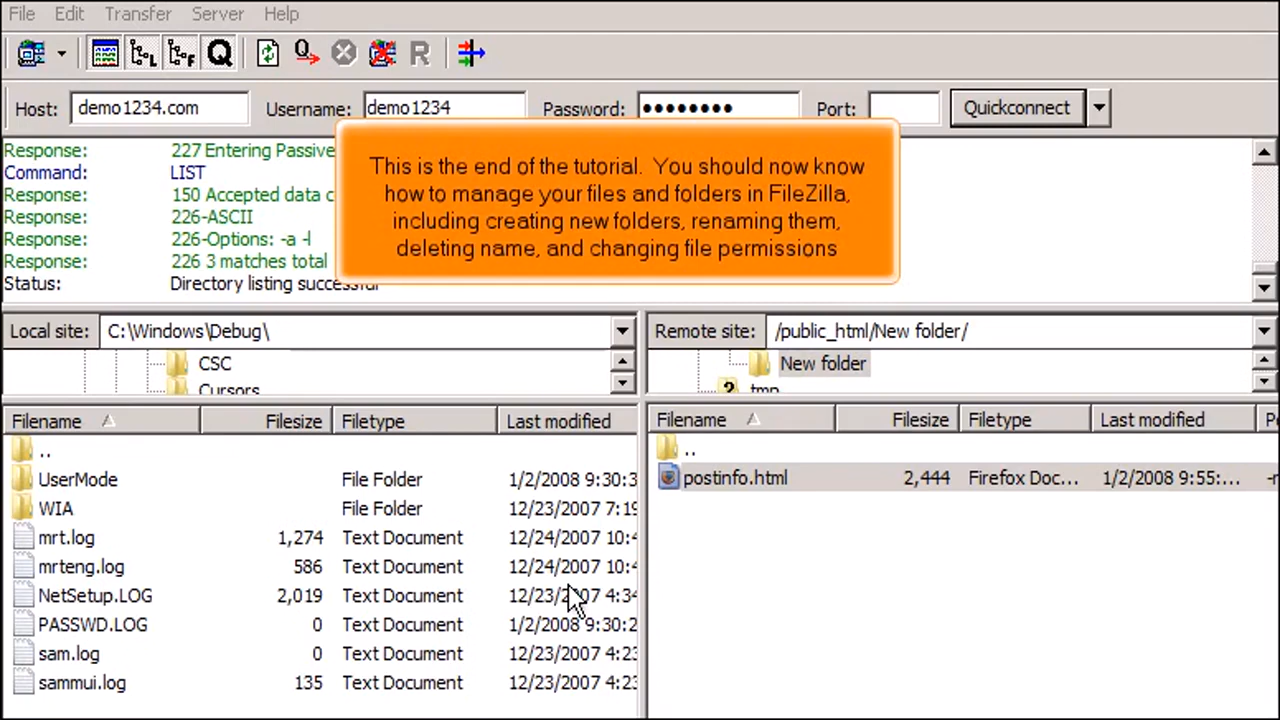 File Edit Transfer Server Help
Host: demo1234.com Username: demo1234 Password: ●●●●●●●● Port: Quickconnect
Response: 227 Entering Passive
Command: LIST
Response: 150 Accepted data c
Response: 226-ASCII
Response: 226-Options: -a -l
Response: 226 3 matches total
Status: Directory listing successful
This is the end of the tutorial. You should now know
how to manage your files and folders in FileZilla,
including creating new folders, renaming them,
deleting name, and changing file permissions
Local site: C:\Windows\Debug\
CSC
Cursors
Filename Filesize Filetype Last modified
..
UserMode File Folder 1/2/2008 9:30:3
WIA File Folder 12/23/2007 7:19
mrt.log 1,274 Text Document 12/24/2007 10:4
mrteng.log 586 Text Document 12/24/2007 10:4
NetSetup.LOG 2,019 Text Document 12/23/2007 4:34
PASSWD.LOG 0 Text Document 1/2/2008 9:30:2
sam.log 0 Text Document 12/23/2007 4:23
sammui.log 135 Text Document 12/23/2007 4:23
Remote site: /public_html/New folder/
New folder
tmp
Filename Filesize Filetype Last modified
..
postinfo.html 2,444 Firefox Doc... 1/2/2008 9:55:...